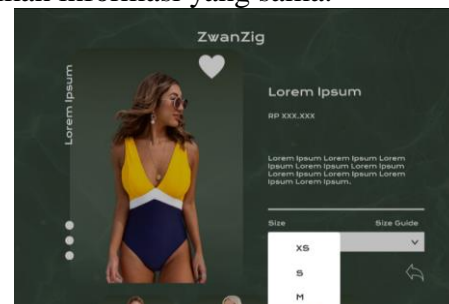 informasi yang sama.
ZwanZig
Lorem Ipsum
Lorem Ipsum
RP XXX.XXX
Lorem Ipsum Lorem Ipsum Lorem
Ipsum Lorem Ipsum Lorem Ipsum
Lorem Ipsum Lorem Ipsum Lorem
Ipsum Lorem Ipsum.
Size
Size Guide
XS
S
M